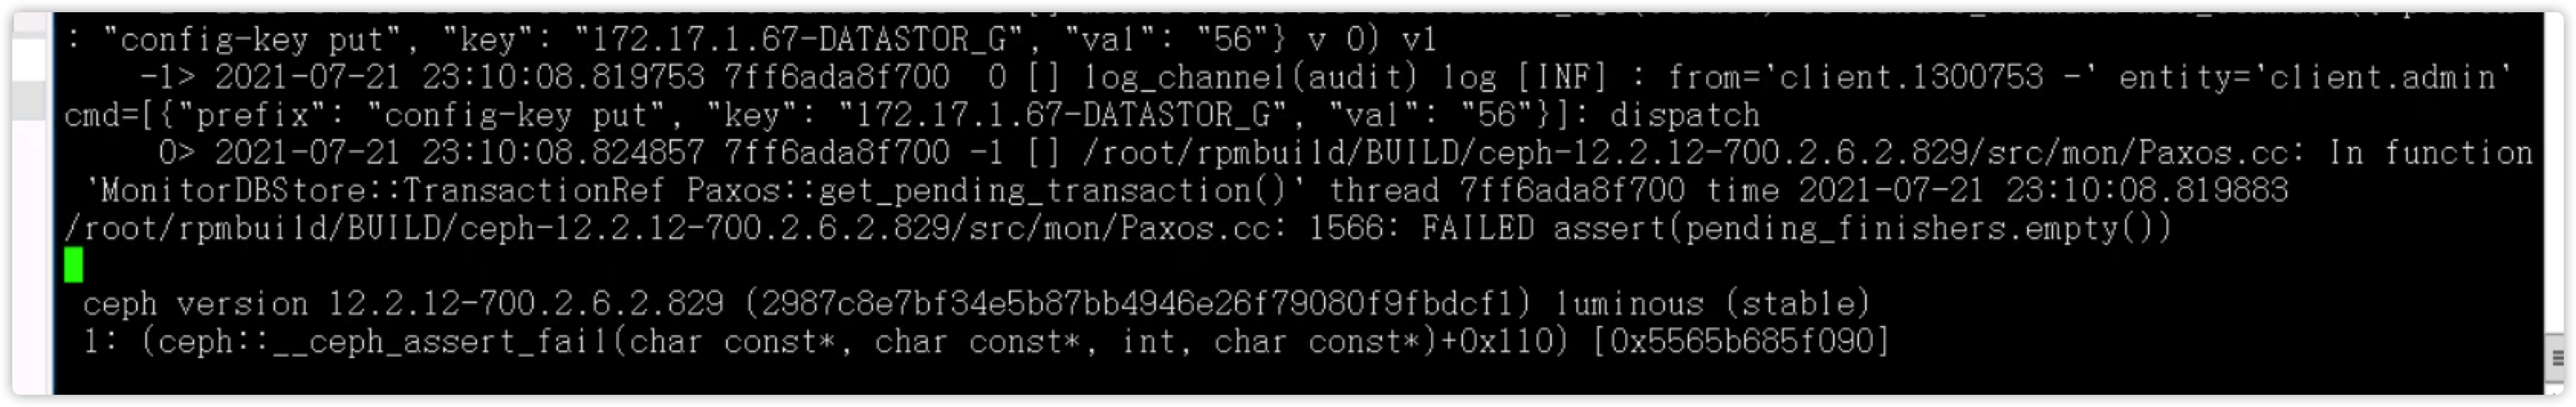 : "config-key put", "key": "172.17.1.67-DATASTOR_G", "val": "56"} v 0) v1
-1> 2021-07-21 23:10:08.819753 7ff6ada8f700  0 [] log_channel(audit) log [INF] : from='client.1300753 -' entity='client.admin'
cmd=[{"prefix": "config-key put", "key": "172.17.1.67-DATASTOR_G", "val": "56"}]: dispatch
0> 2021-07-21 23:10:08.824857 7ff6ada8f700 -1 [] /root/rpmbuild/BUILD/ceph-12.2.12-700.2.6.2.829/src/mon/Paxos.cc: In function
'MonitorDBStore::TransactionRef Paxos::get_pending_transaction()' thread 7ff6ada8f700 time 2021-07-21 23:10:08.819883
/root/rpmbuild/BUILD/ceph-12.2.12-700.2.6.2.829/src/mon/Paxos.cc: 1566: FAILED assert(pending_finishers.empty())
ceph version 12.2.12-700.2.6.2.829 (2987c8e7bf34e5b87bb4946e26f79080f9fbdcf1) luminous (stable)
1: (ceph::__ceph_assert_fail(char const*, char const*, int, char const*)+0x110) [0x5565b685f090]